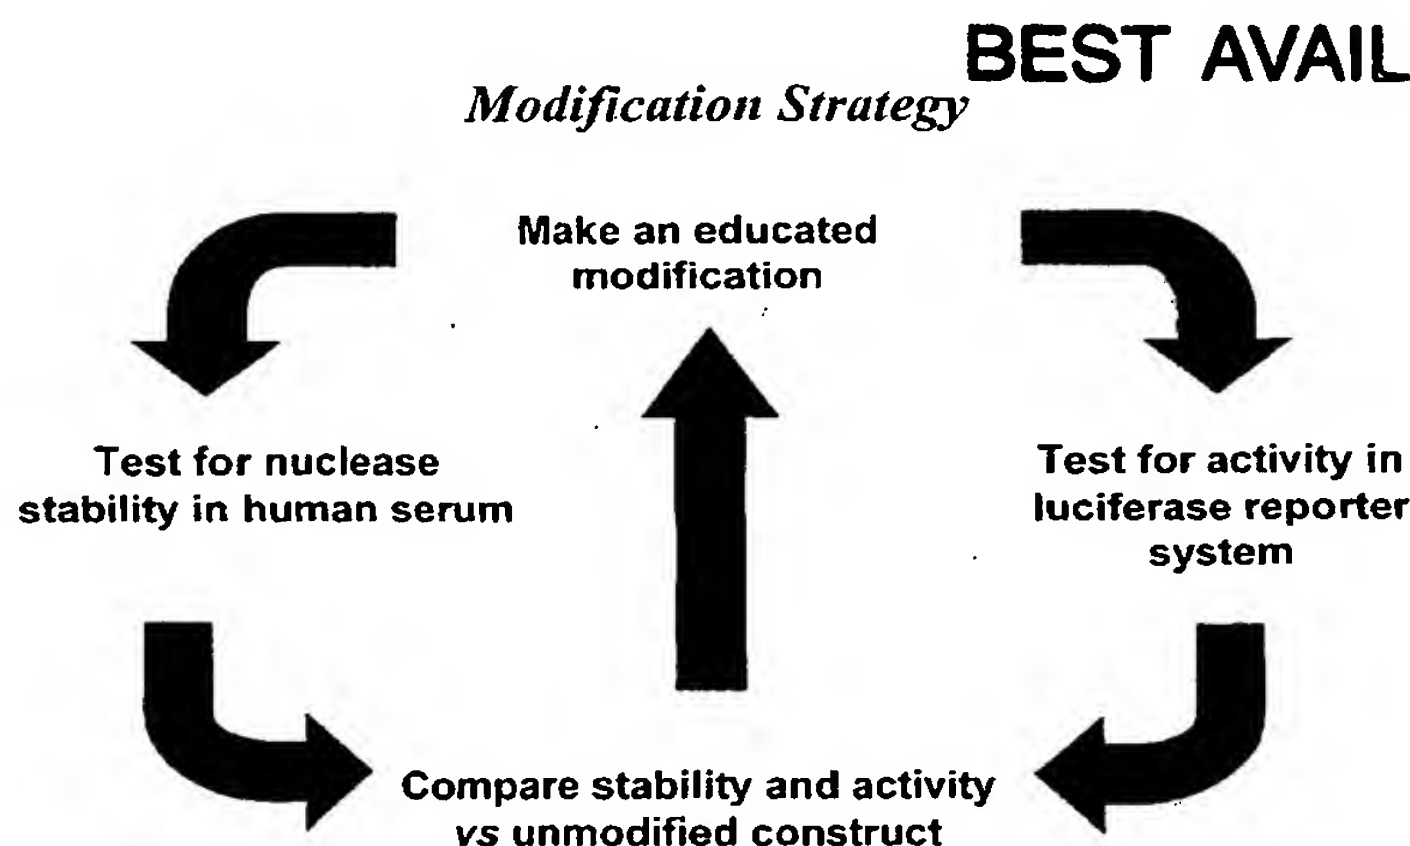 BEST AVAIL
Modification Strategy
Make an educated
modification
Test for nuclease
stability in human serum
Test for activity in
luciferase reporter
system
Compare stability and activity
vs unmodified construct